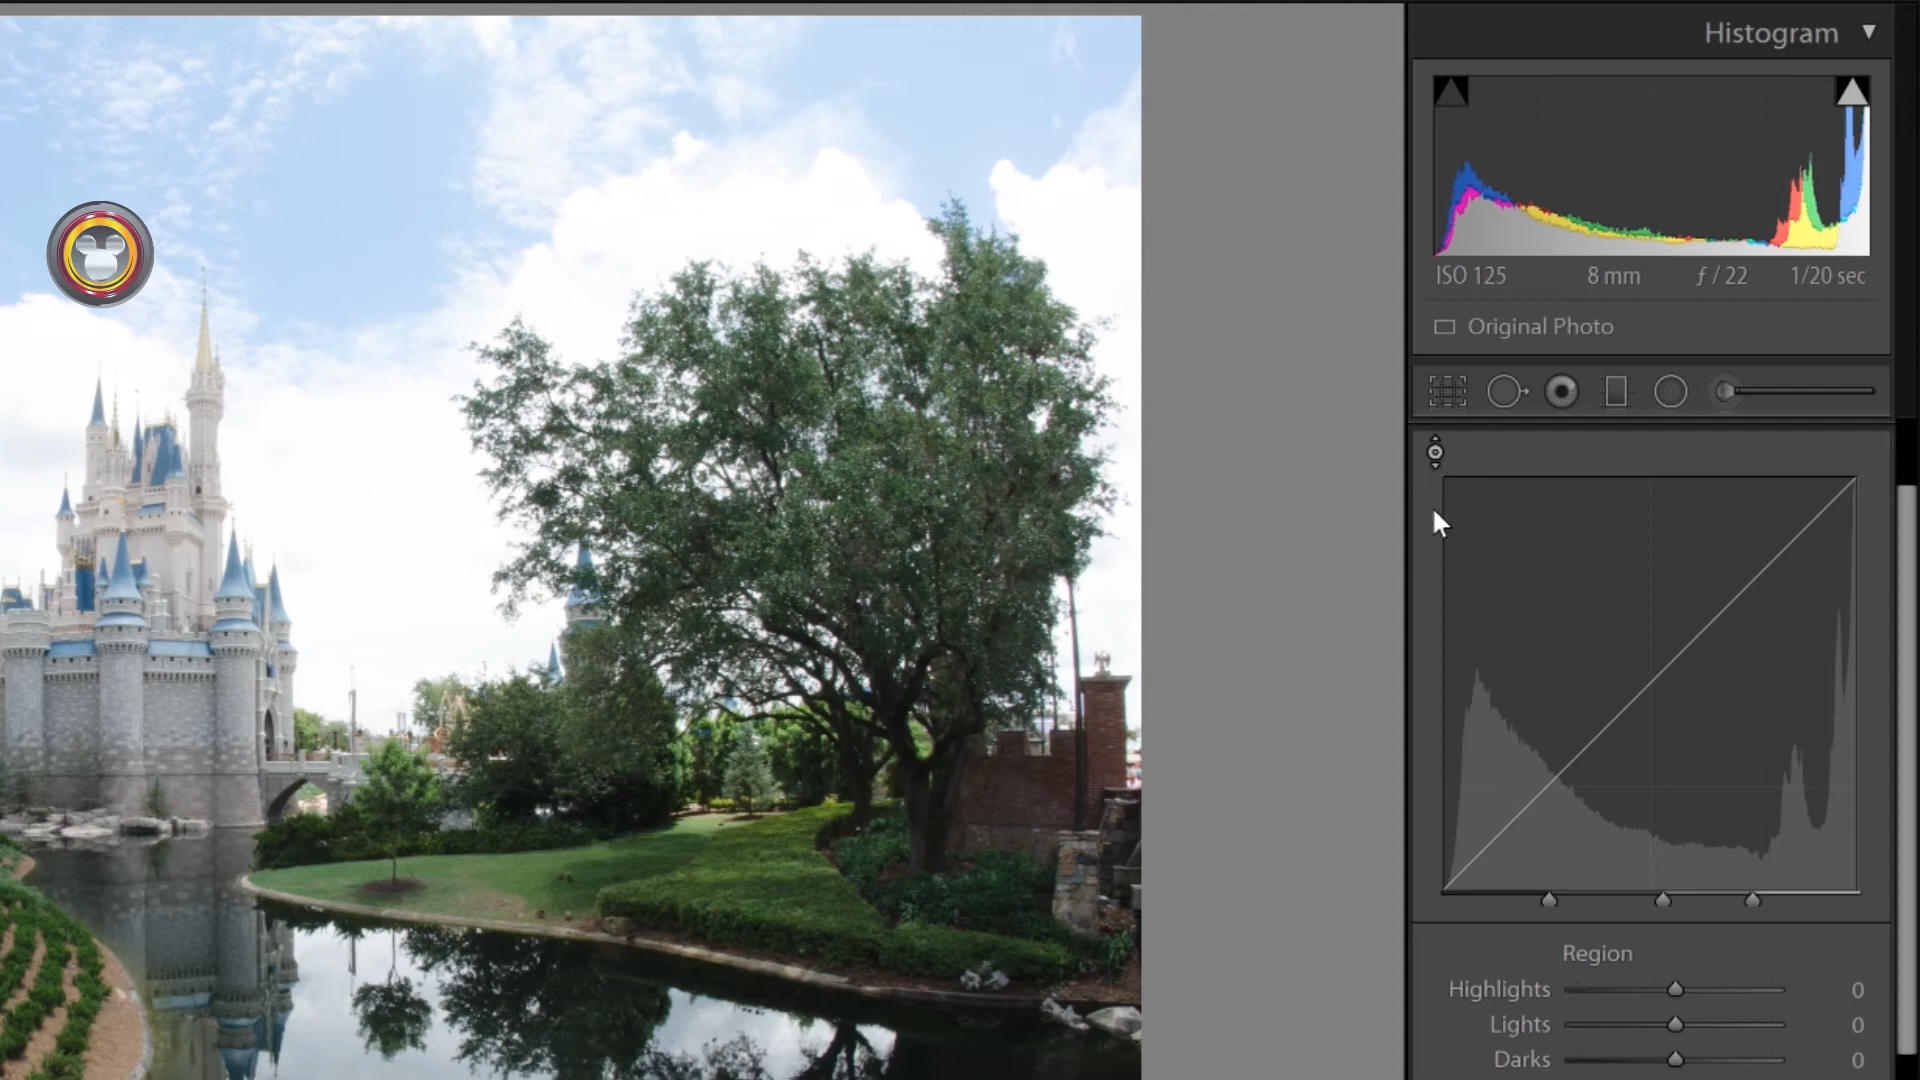 Histogram
ISO 125 8 mm ƒ / 22 1/20 sec
Original Photo
Region
Highlights 0
Lights 0
Darks 0